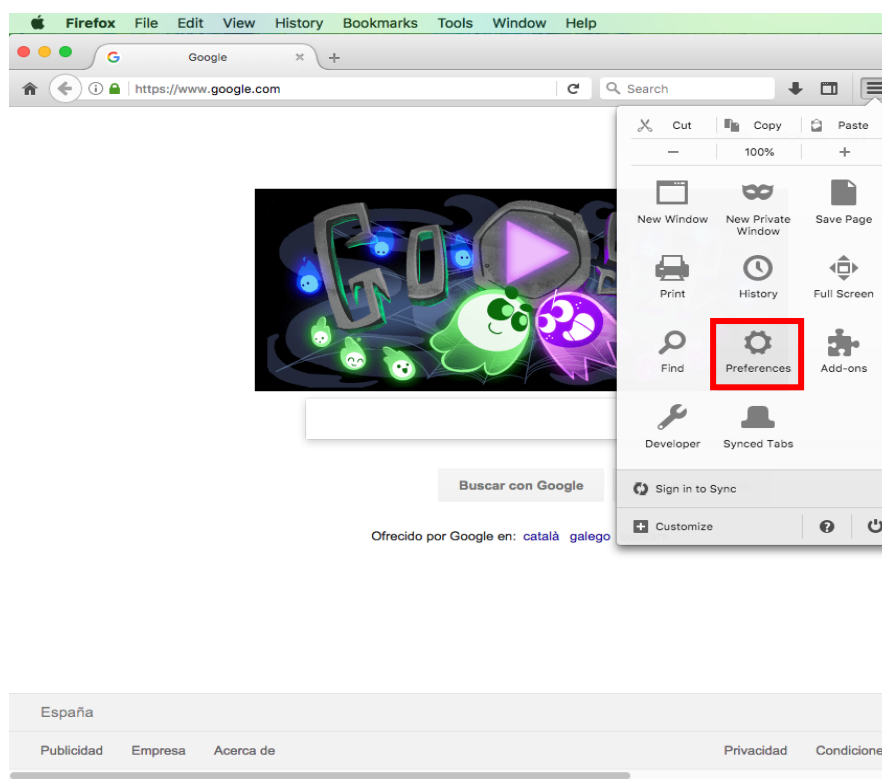 Firefox File Edit View History Bookmarks Tools Window Help
Google
https://www.google.com
Search
Cut Copy Paste
100%
New Window New Private Window Save Page
Print History Full Screen
Find Preferences Add-ons
Developer Synced Tabs
Sign in to Sync
Customize
Buscar con Google
Ofrecido por Google en: català galego
España
Publicidad Empresa Acerca de Privacidad Condicione